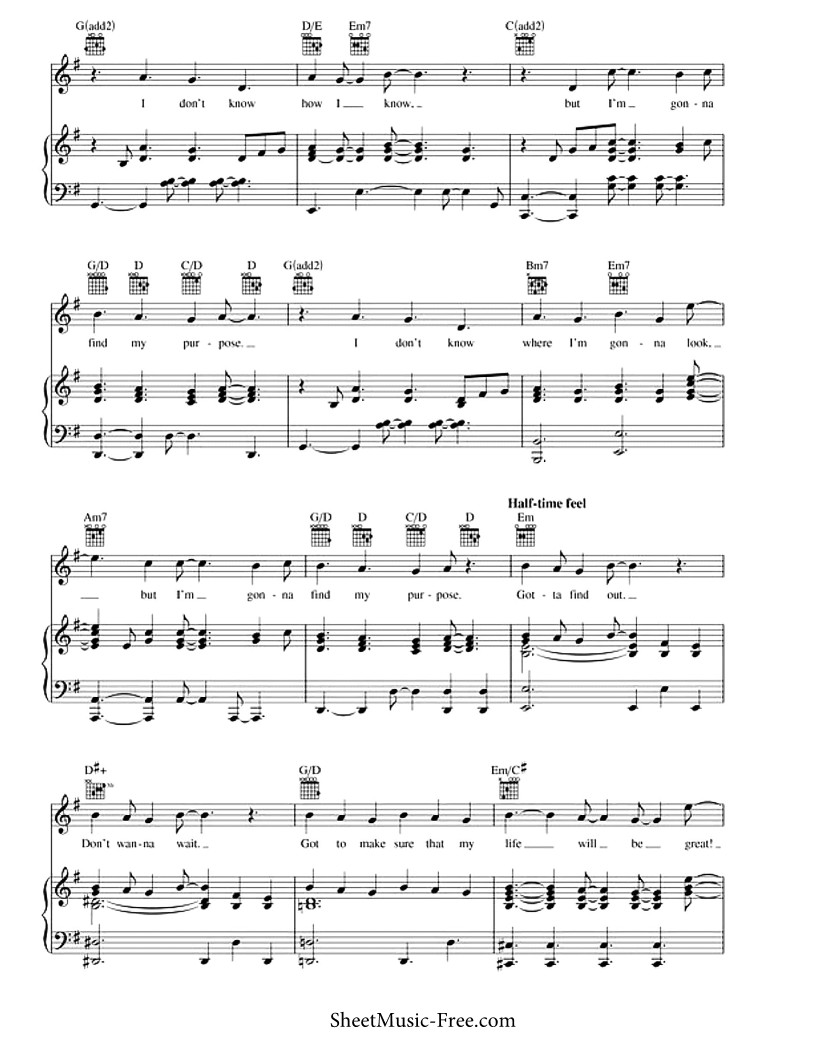 G(add2) D/E Em7 C(add2)
I don't know how I know, but I'm gon - na
G/D D C/D D G(add2) Bm7 Em7
find my pur - pose. I don't know where I'm gon - na look,
Half-time feel
Am7 G/D D C/D D Em
but I'm gon - na find my pur - pose. Got - ta find out.
D#+ G/D Em/C#
Don't wan - na wait. Got to make sure that my life will be great!
SheetMusic-Free.com